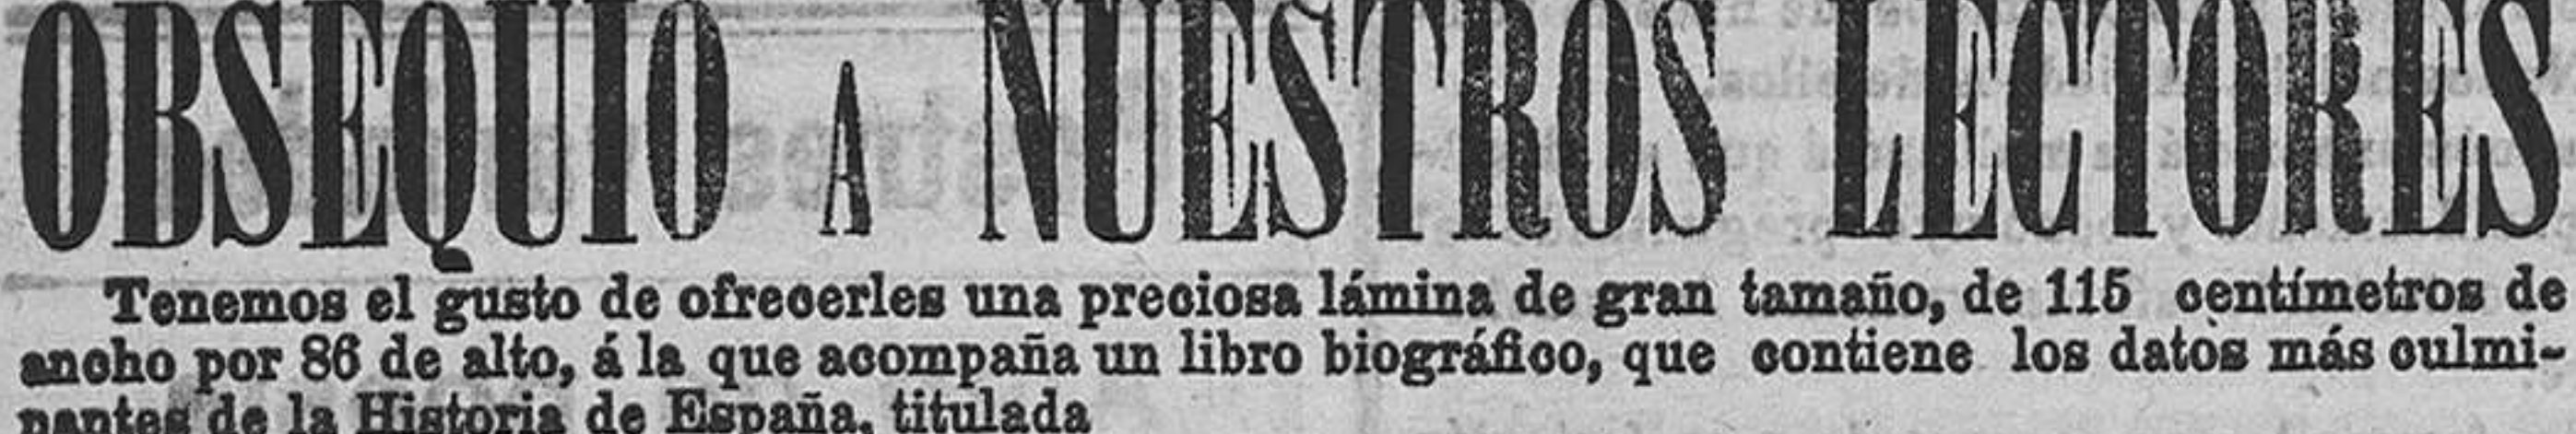 OBSEQUIO A NUESTROS LECTORES
Tenemos el gusto de ofrecerles una preciosa lámina de gran tamaño, de 115 centímetros de
ancho por 86 de alto, á la que acompaña un libro biográfico, que contiene los datos más culmi-
nantes de la Historia de España, titulada